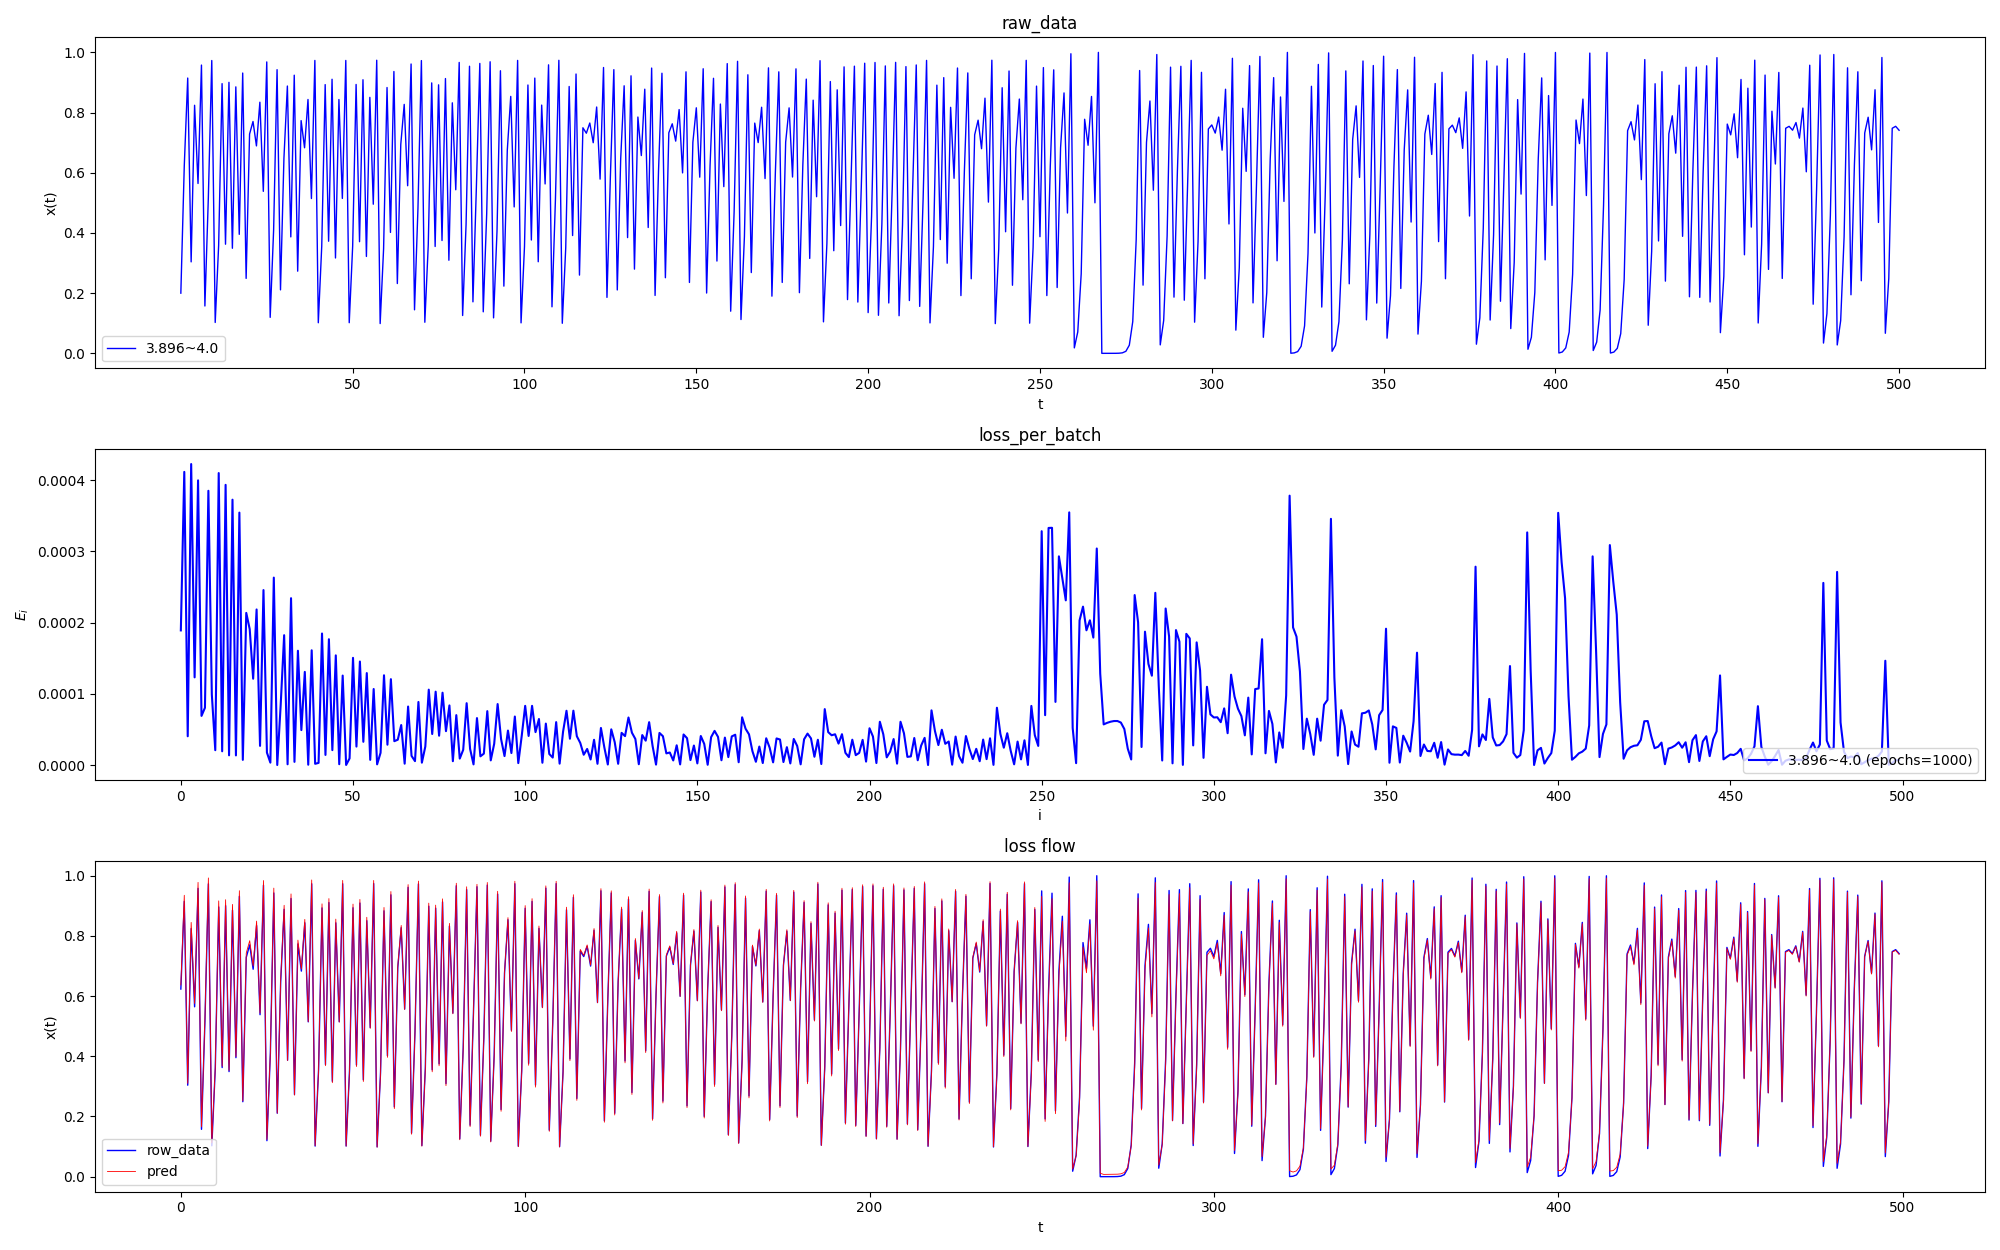 raw_data
1.0
0.8
0.6
0.4
0.2
0.0
x(t)
3.896~4.0
50 100 150 200 250 300 350 400 450 500
t
loss_per_batch
0.0004
0.0003
0.0002
0.0001
0.0000
E_i
3.896~4.0 (epochs=1000)
0 50 100 150 200 250 300 350 400 450 500
i
loss flow
1.0
0.8
0.6
0.4
0.2
0.0
x(t)
row_data
pred
0 100 200 300 400 500
t